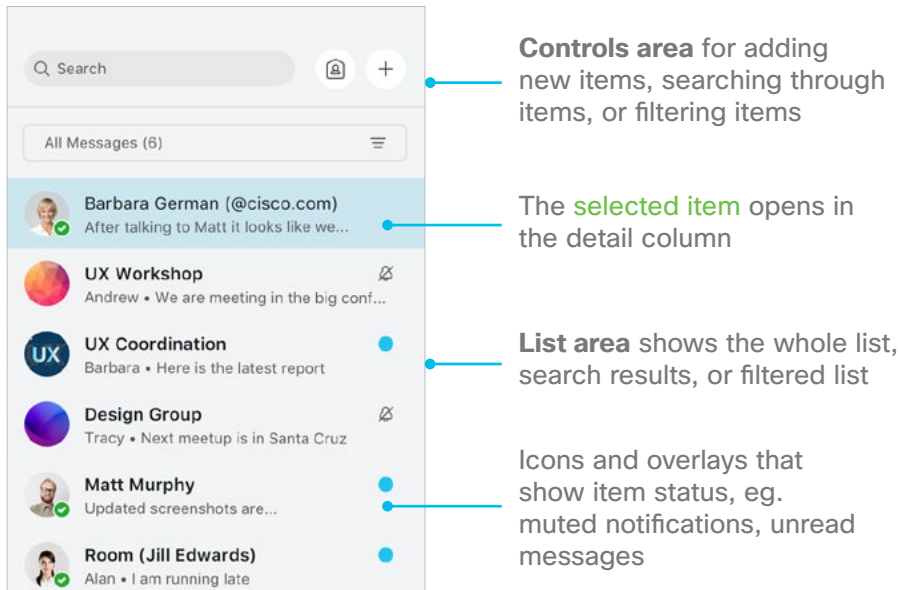 Search
All Messages (6)
Barbara German (@cisco.com)
After talking to Matt it looks like we...
UX Workshop
Andrew • We are meeting in the big conf...
UX
UX Coordination
Barbara • Here is the latest report
Design Group
Tracy • Next meetup is in Santa Cruz
Matt Murphy
Updated screenshots are...
Room (Jill Edwards)
Alan • I am running late
Controls area for adding
new items, searching through
items, or filtering items
The selected item opens in
the detail column
List area shows the whole list,
search results, or filtered list
Icons and overlays that
show item status, eg.
muted notifications, unread
messages